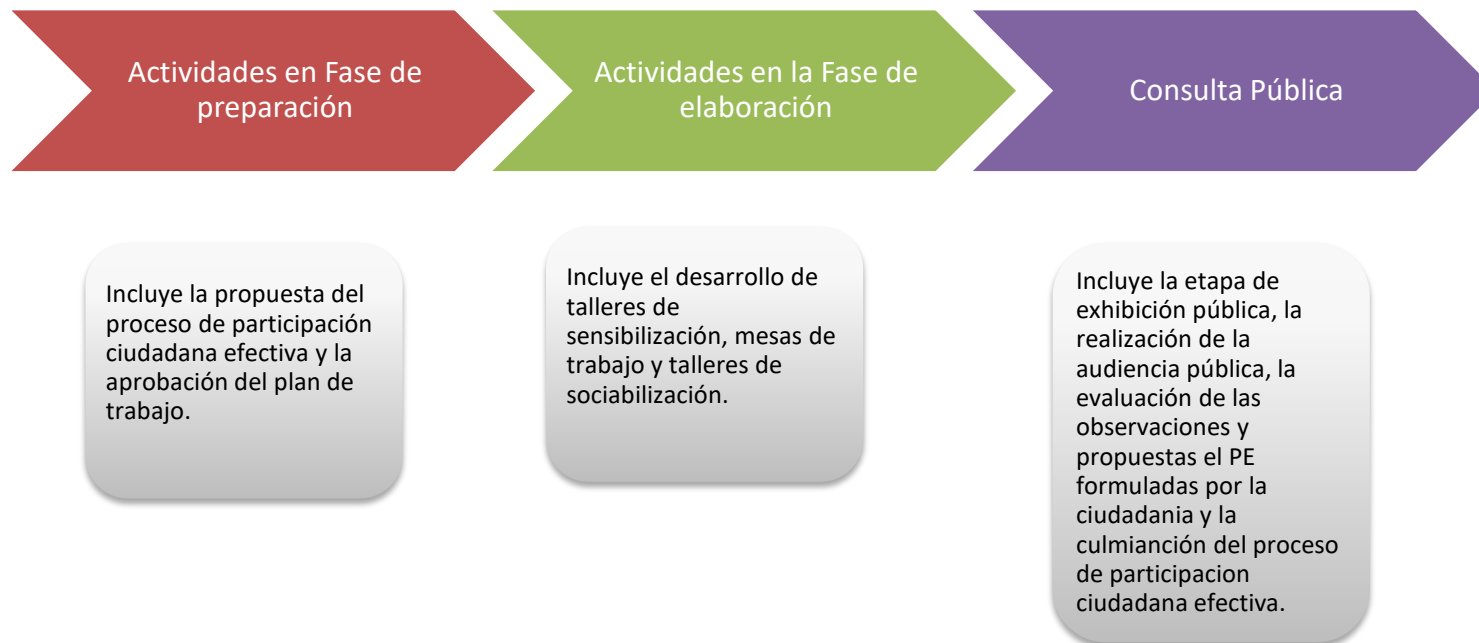 Actividades en Fase de
preparación
Actividades en la Fase de
elaboración
Consulta Pública
Incluye la propuesta del
proceso de participación
ciudadana efectiva y la
aprobación del plan de
trabajo.
Incluye el desarrollo de
talleres de
sensibilización, mesas de
trabajo y talleres de
sociabilización.
Incluye la etapa de
exhibición pública, la
realización de la
audiencia pública, la
evaluación de las
observaciones y
propuestas el PE
formuladas por la
ciudadania y la
culmianción del proceso
de participacion
ciudadana efectiva.